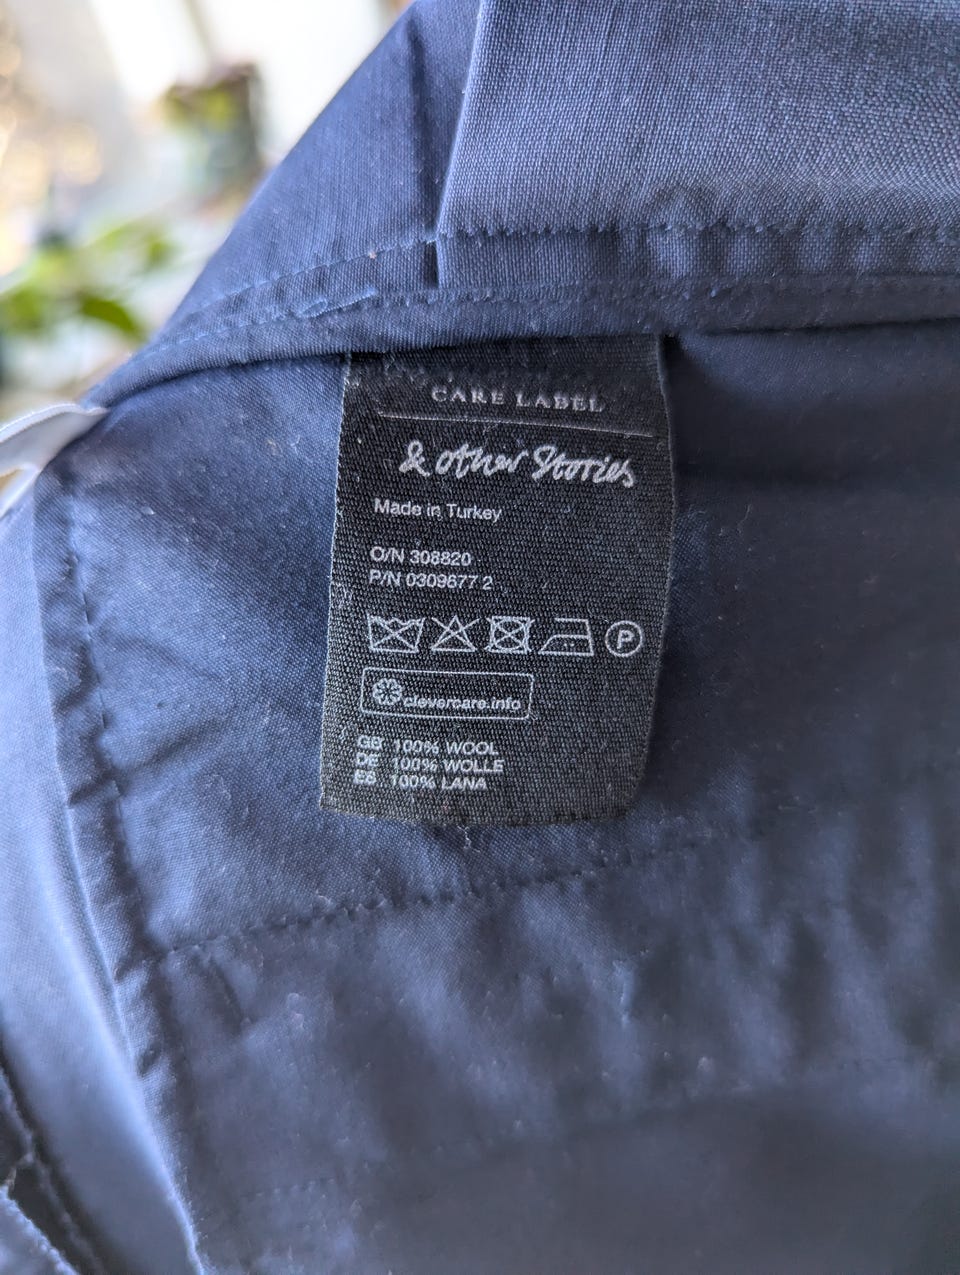 CARE LABEL
& other Stories
Made in Turkey
O/N 308820
P/N 0309677 2
P
clevercare.info
GB 100% WOOL
DE 100% WOLLE
ES 100% LANA